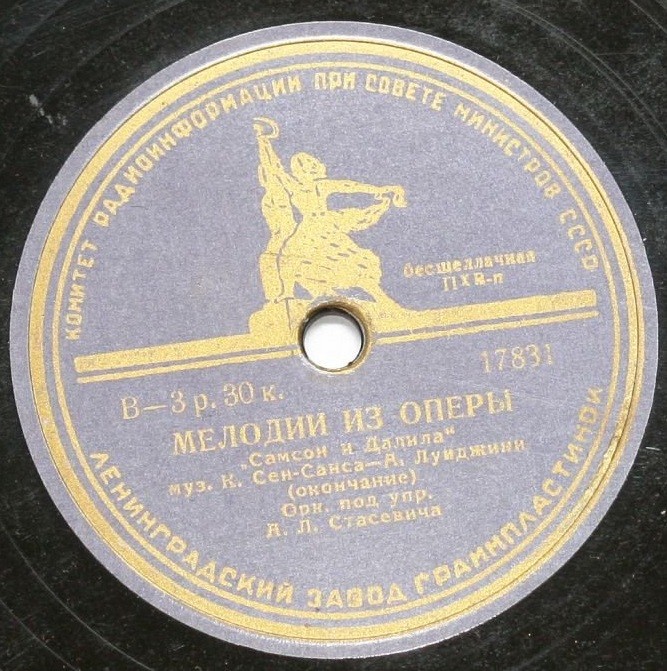 КОМИТЕТ РАДИОИНФОРМАЦИИ ПРИ СОВЕТЕ МИНИСТРОВ СССР
бесшеллачная
ПХВ-п
17831
В—3 р. 30 к.
МЕЛОДИИ ИЗ ОПЕРЫ
"Самсон и Далила"
муз. К. Сен-Санса—А. Луиджини
(окончание)
Орк. под упр.
А. Л. Стасевича
ЛЕНИНГРАДСКИЙ ЗАВОД ГРАМПЛАСТИНОК